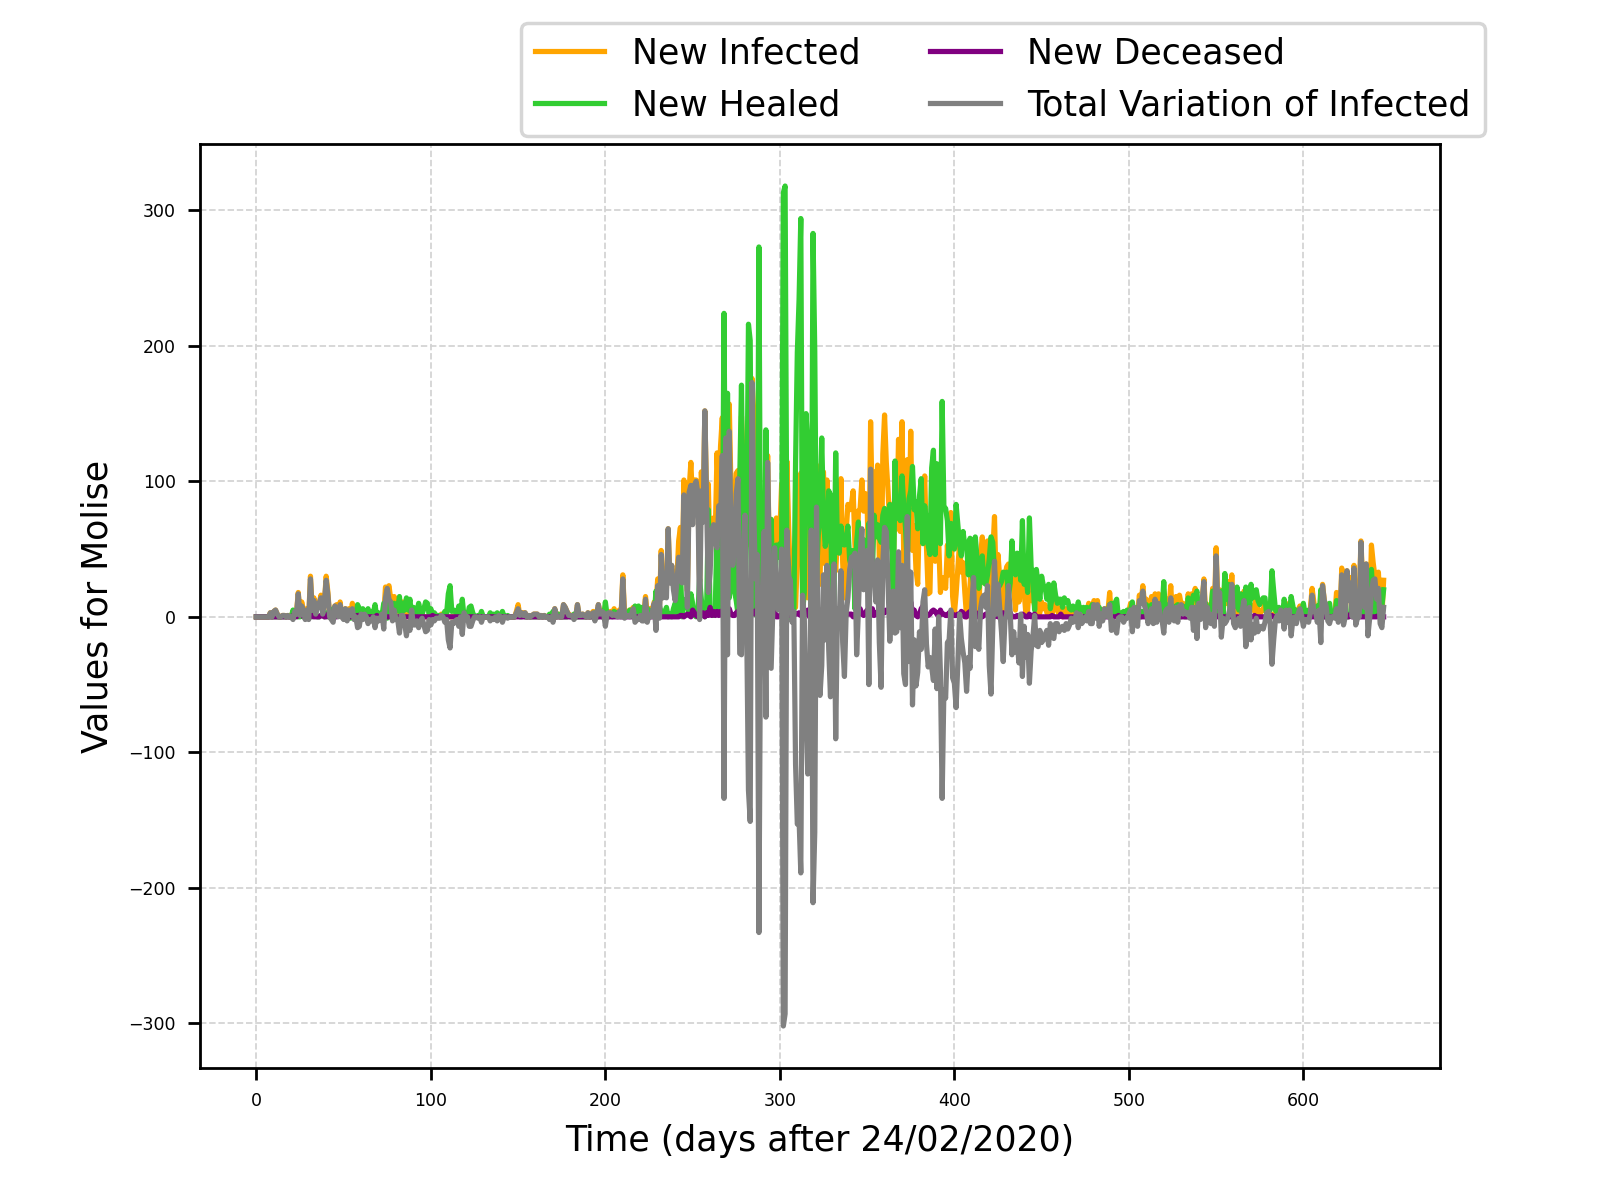 New Infected
New Healed
New Deceased
Total Variation of Infected
Values for Molise
300
200
100
0
−100
−200
−300
0 100 200 300 400 500 600
Time (days after 24/02/2020)